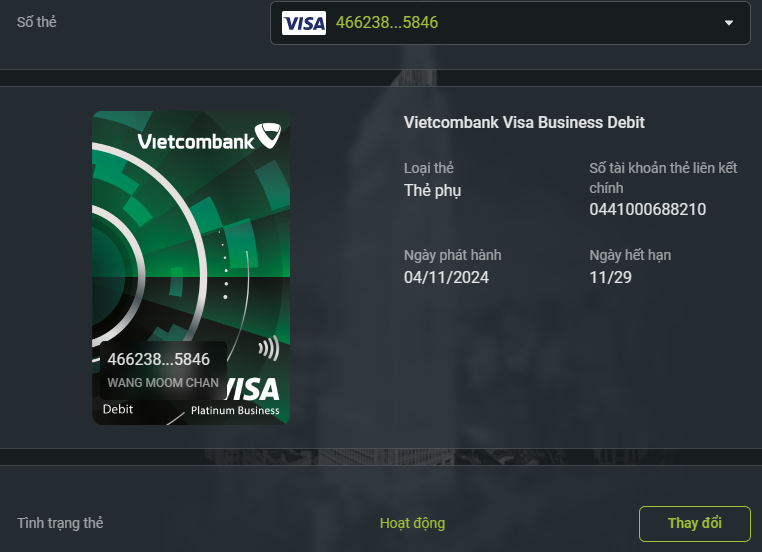 Số thẻ
VISA 466238...5846
Vietcombank
Vietcombank Visa Business Debit
Loại thẻ
Thẻ phụ
Số tài khoản thẻ liên kết
chính
0441000688210
Ngày phát hành
04/11/2024
Ngày hết hạn
11/29
466238...5846
WANG MOOM CHAN
VISA
Debit
Platinum Business
Tình trạng thẻ
Hoạt động
Thay đổi